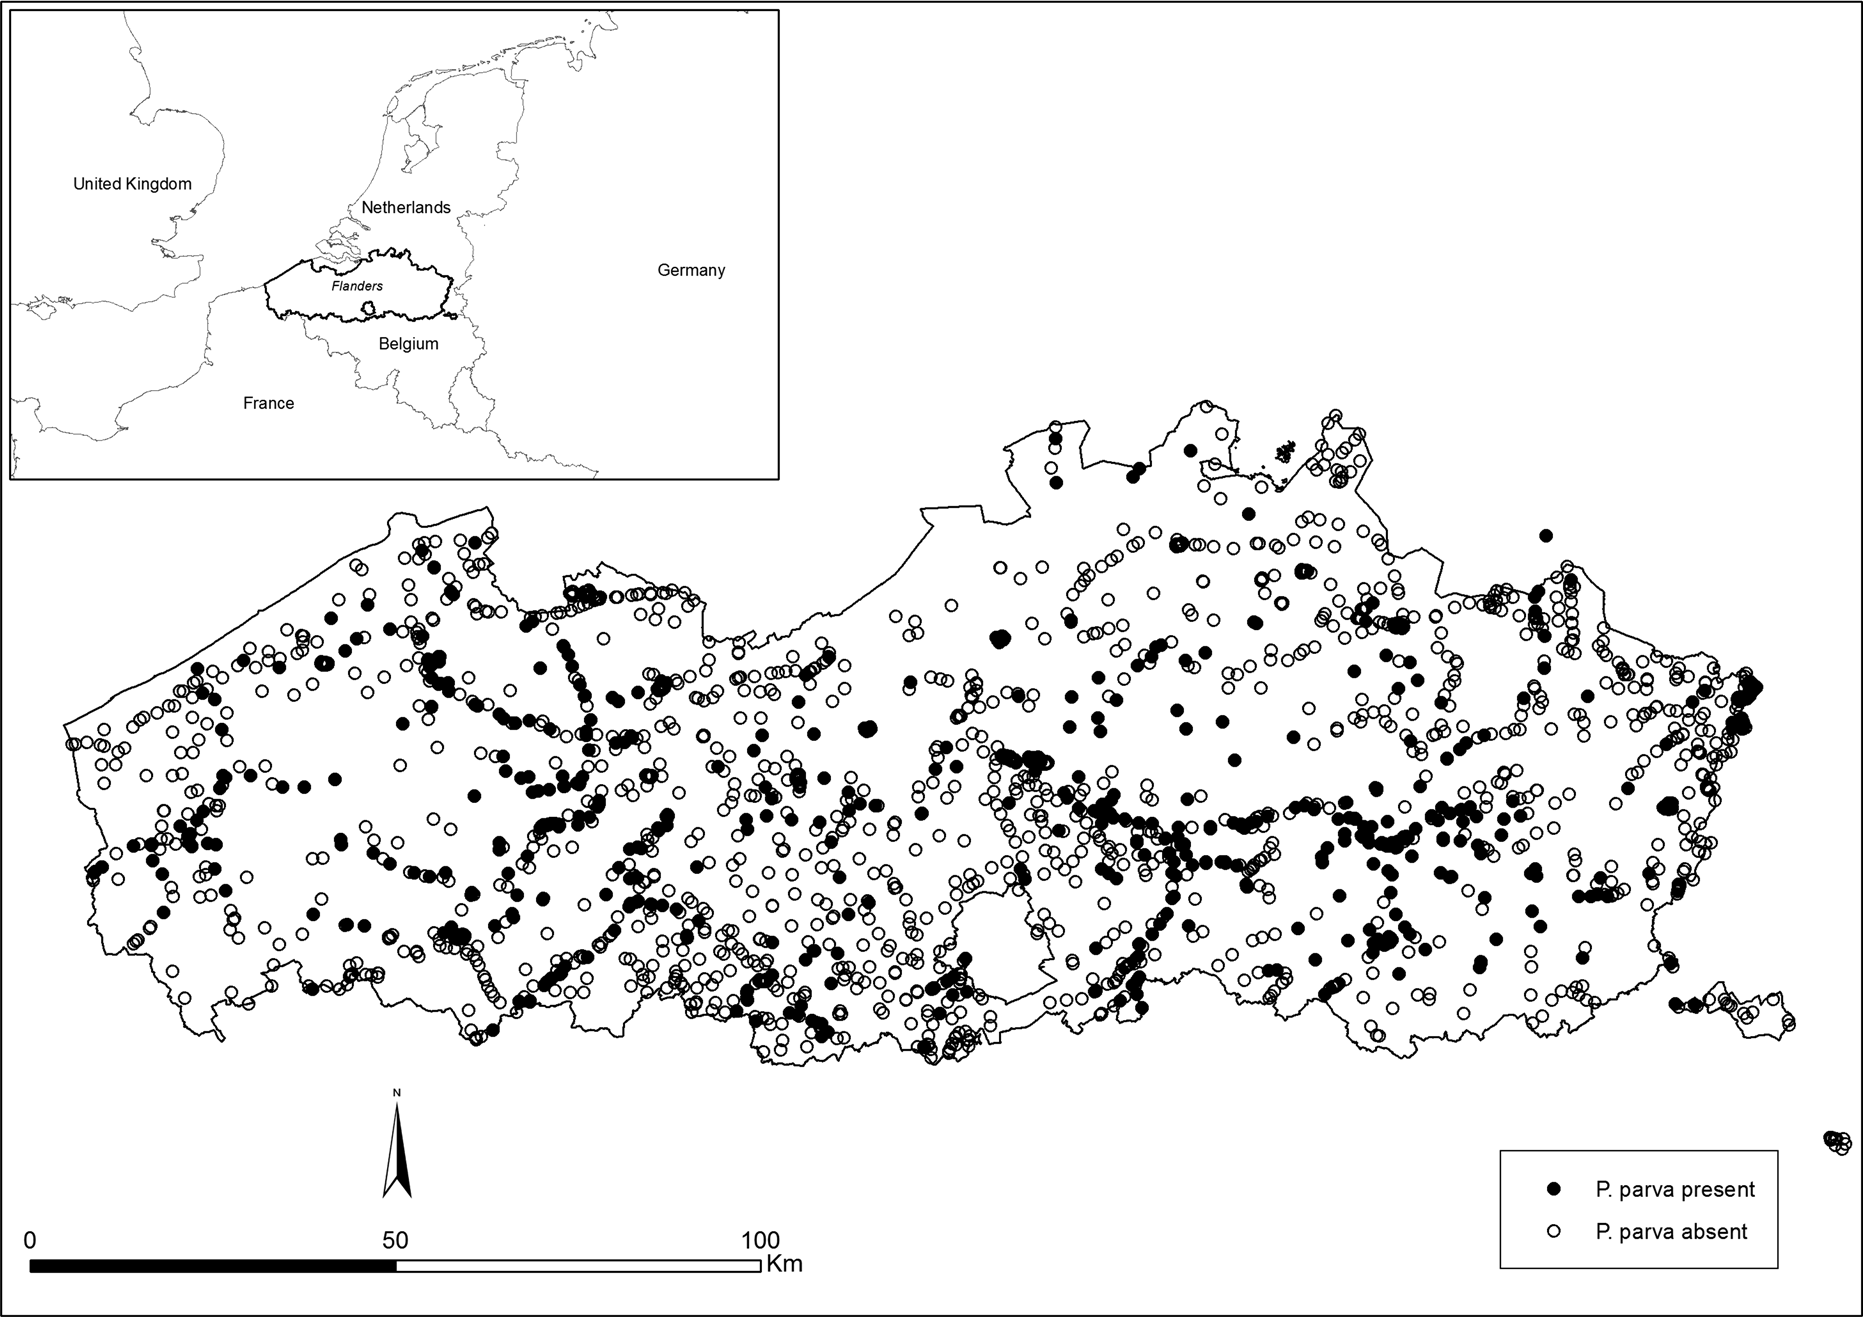 United Kingdom
Netherlands
Germany
Flanders
Belgium
France
N
0 50 100
Km
P. parva present
P. parva absent